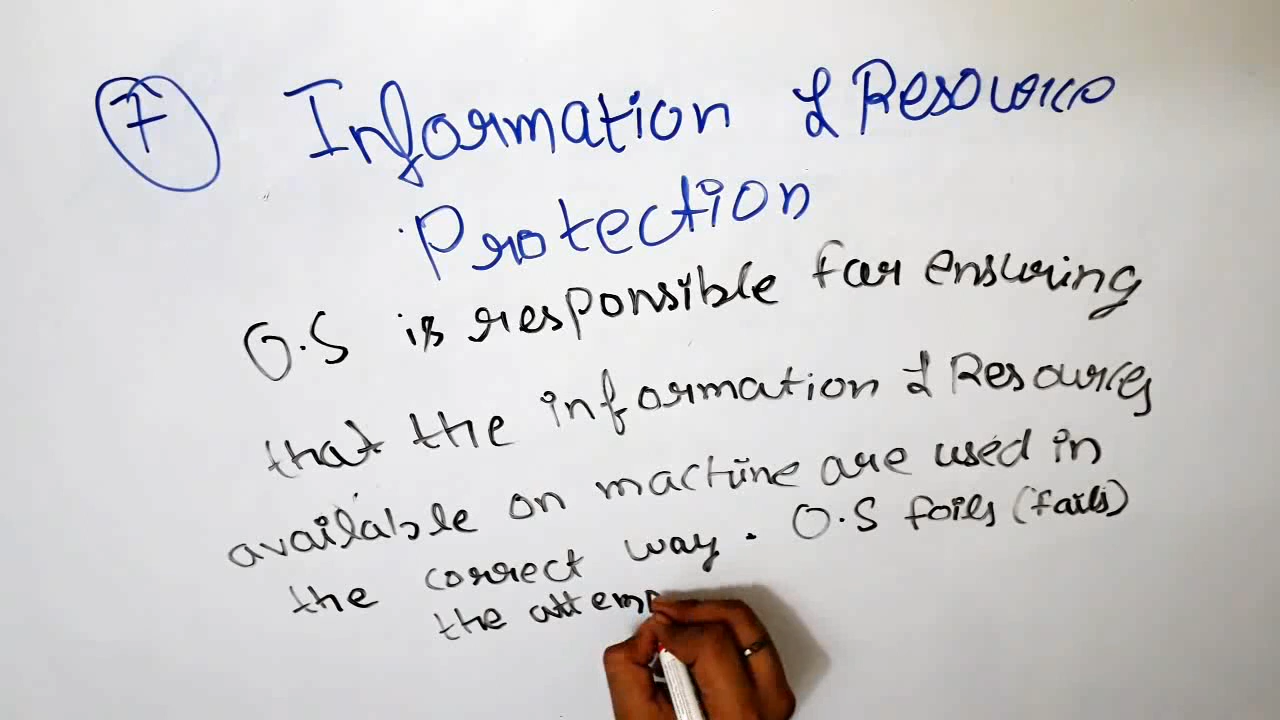 7 Information & Resource
Protection
O.S is responsible for ensuring
that the information & Resources
available on machine are used in
the correct way. O.S foils (fails)
the attemp